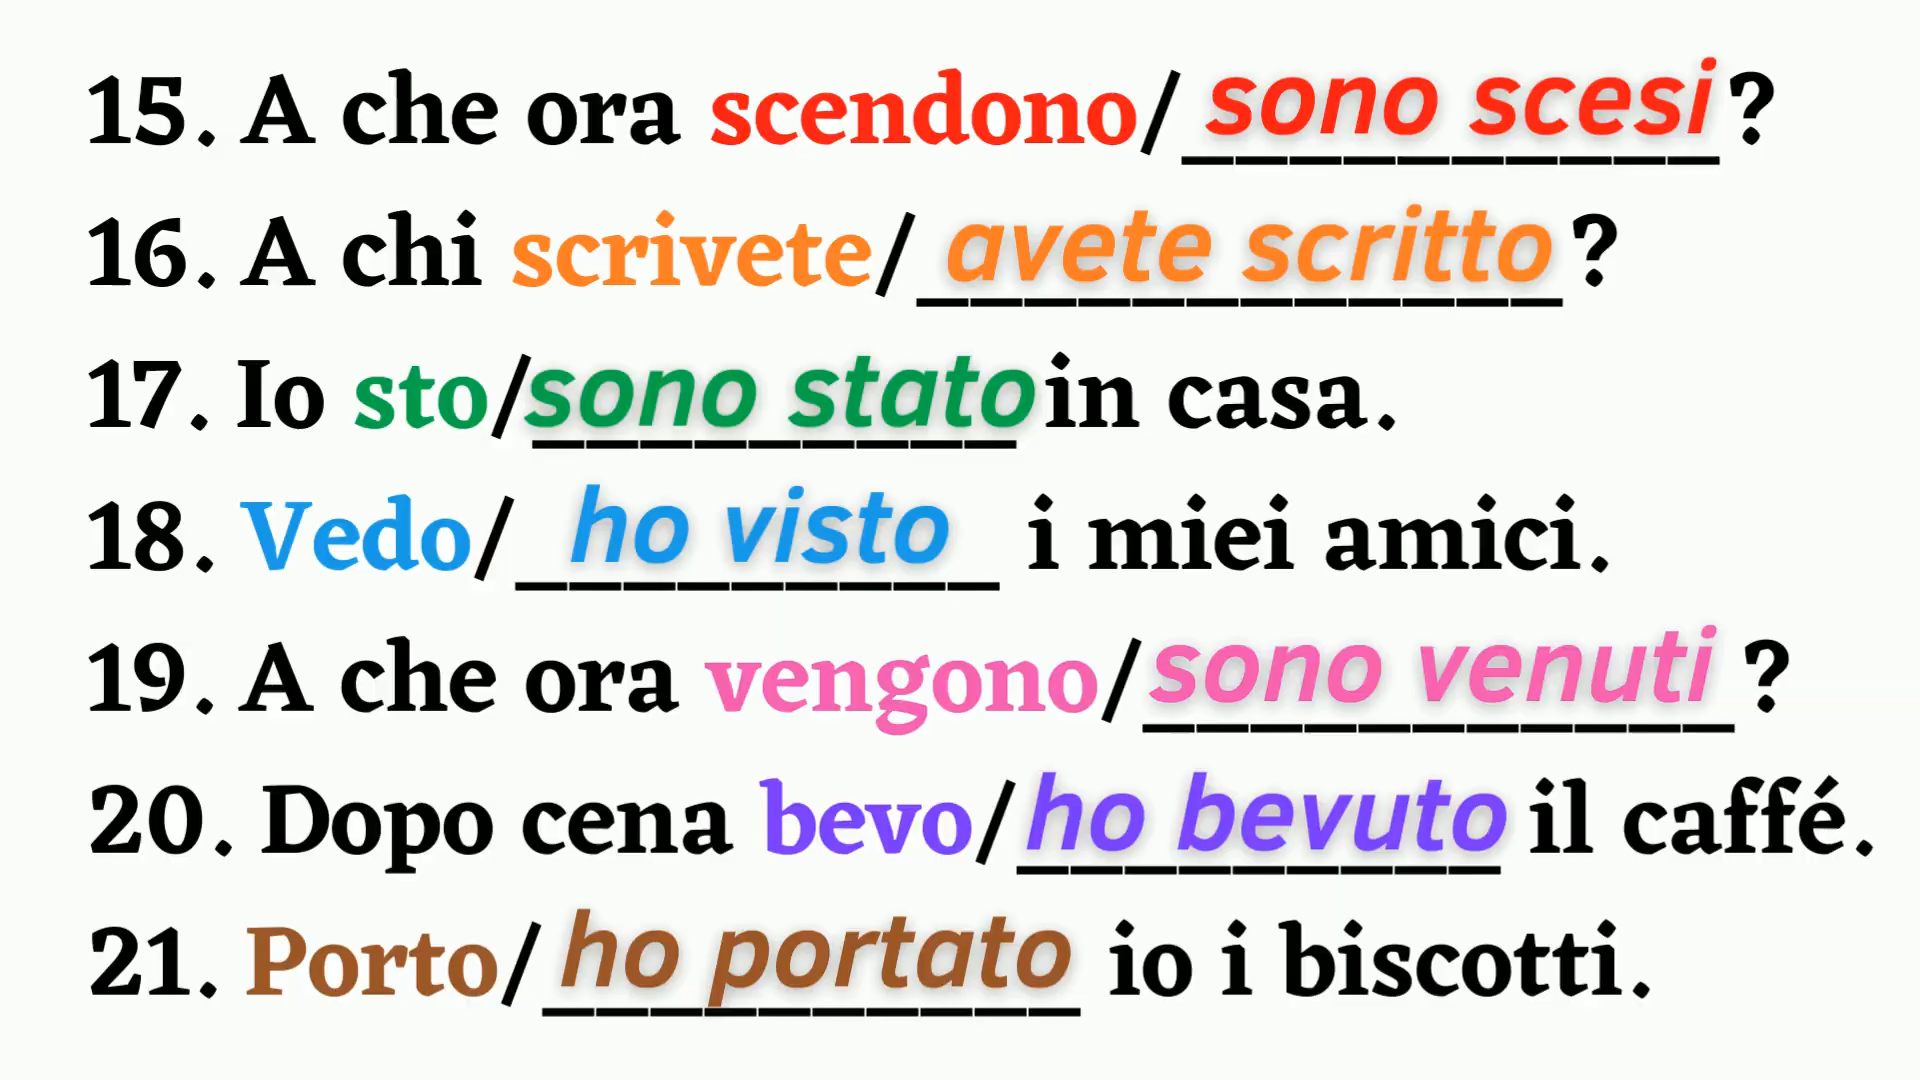 15. A che ora scendono/ sono scesi?
16. A chi scrivete/ avete scritto?
17. Io sto/sono stato in casa.
18. Vedo/ ho visto i miei amici.
19. A che ora vengono/sono venuti ?
20. Dopo cena bevo/ho bevuto il caffé.
21. Porto/ ho portato io i biscotti.